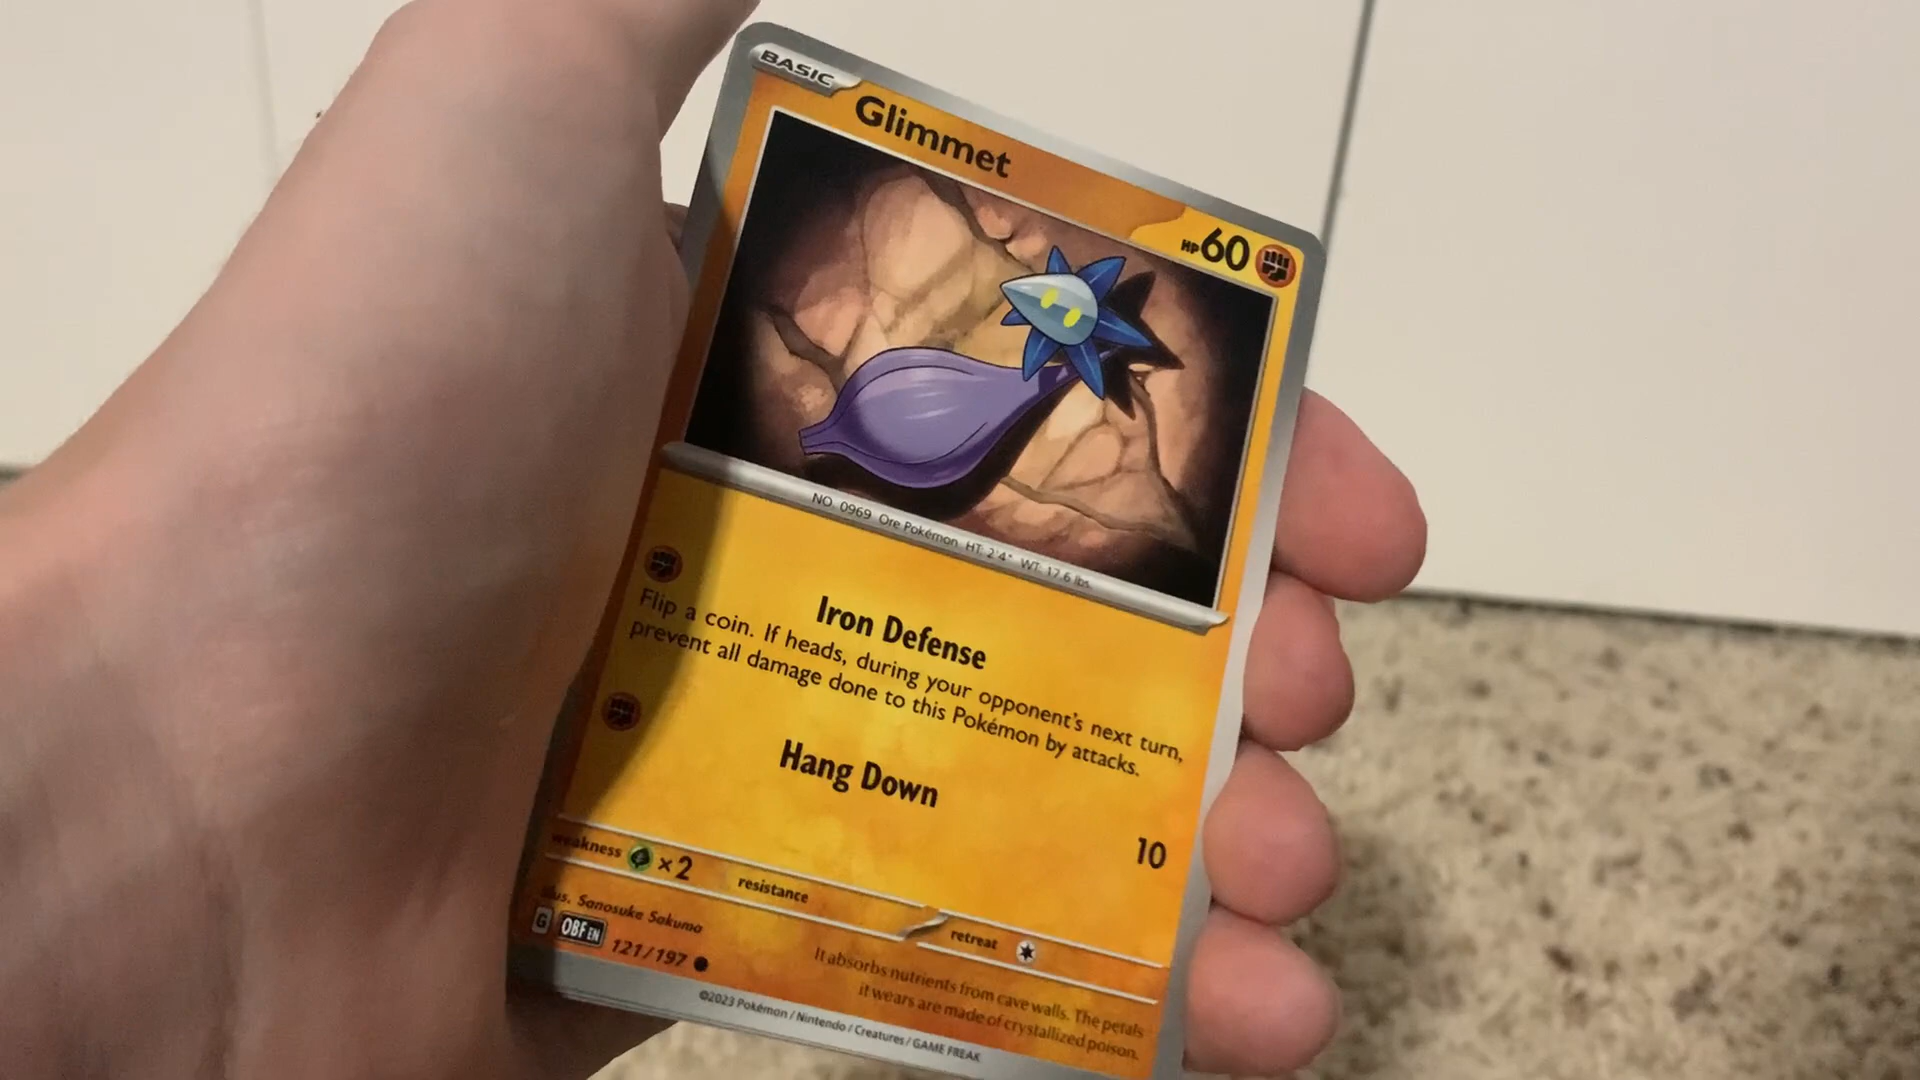 BASIC
Glimmet
HP 60
NO. 0969 Ore Pokémon HT: 2'4" WT: 17.6 lbs.
Iron Defense
Flip a coin. If heads, during your opponent's next turn,
prevent all damage done to this Pokémon by attacks.
Hang Down
10
weakness ×2
resistance
retreat
Illus. Sanosuke Sakuma
G OBF EN 121/197
It absorbs nutrients from cave walls. The petals
it wears are made of crystallized poison.
©2023 Pokémon / Nintendo / Creatures / GAME FREAK